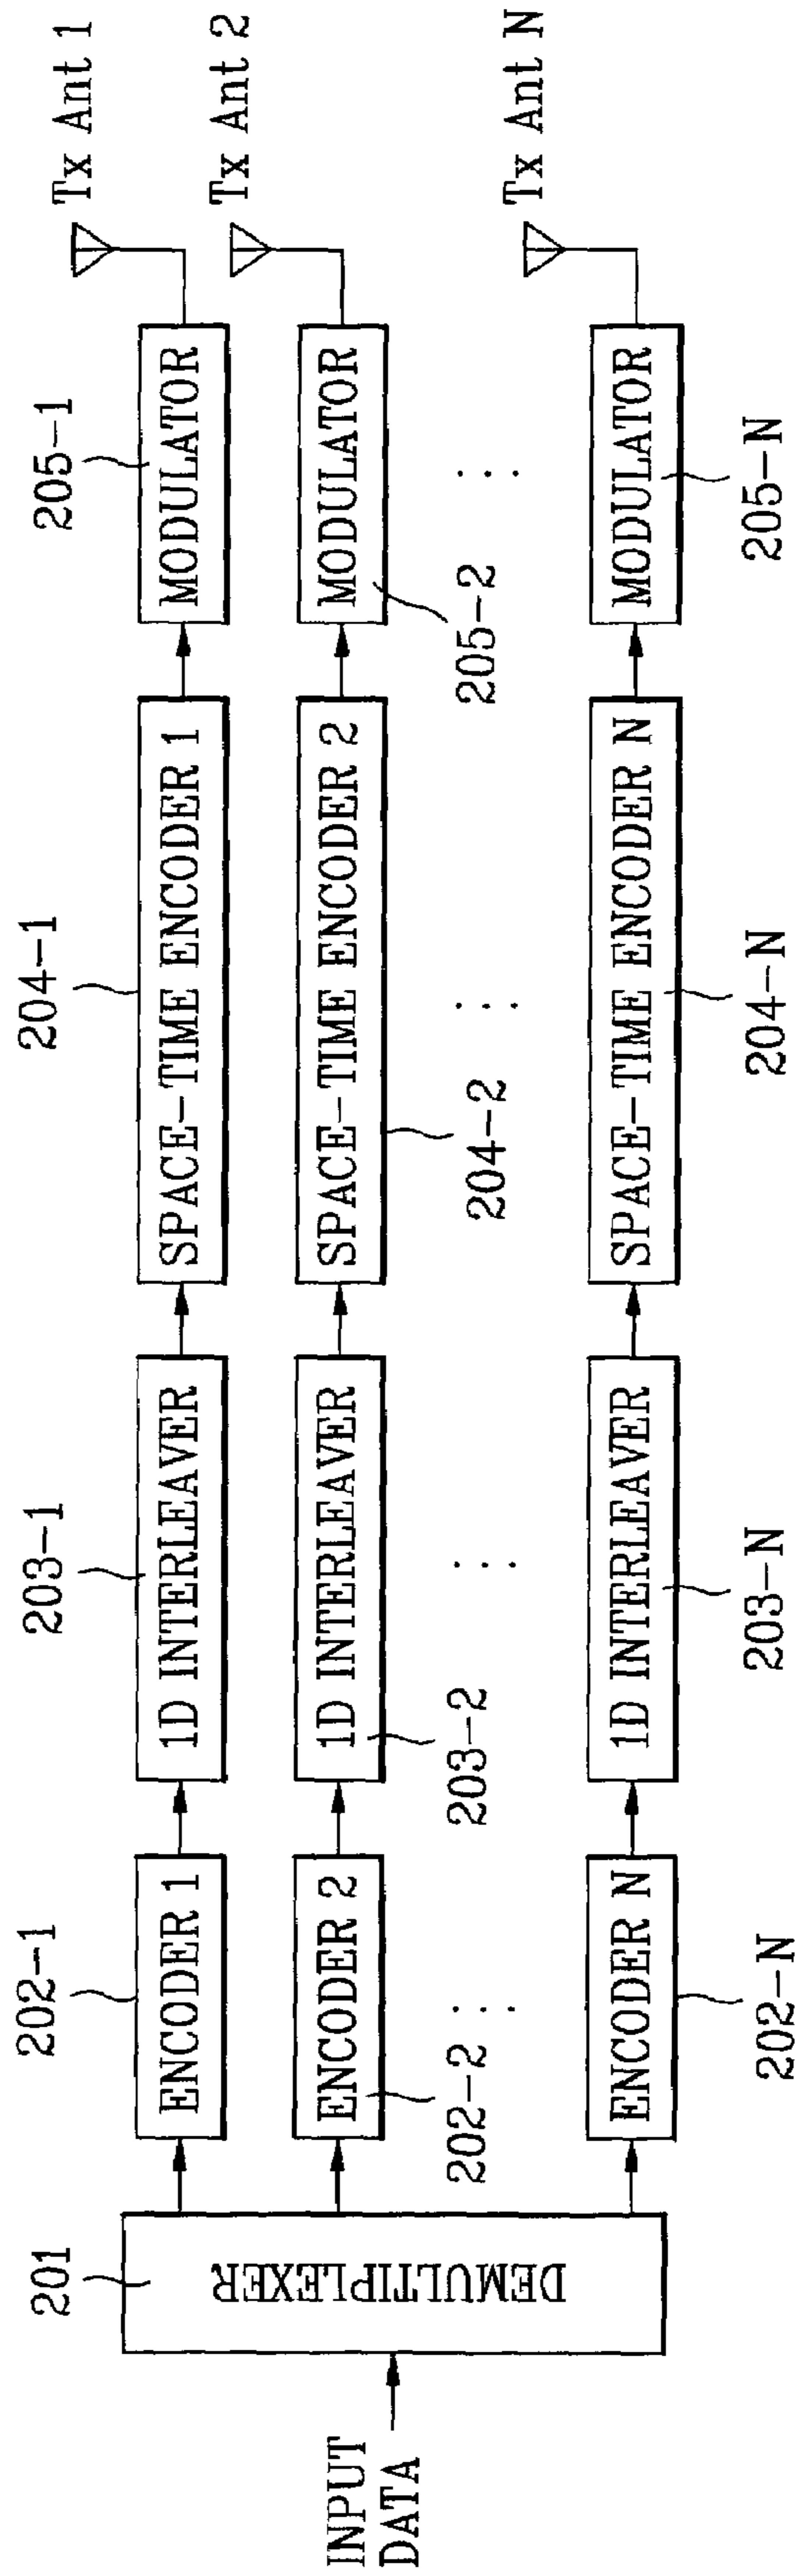 INPUT
DATA
201
DEMULTIPLEXER
202-1
ENCODER 1
203-1
1D INTERLEAVER
204-1
SPACE-TIME ENCODER 1
205-1
MODULATOR
Tx Ant 1
ENCODER 2
202-2
1D INTERLEAVER
203-2
SPACE-TIME ENCODER 2
204-2
MODULATOR
205-2
Tx Ant 2
...
...
...
...
ENCODER N
202-N
1D INTERLEAVER
203-N
SPACE-TIME ENCODER N
204-N
MODULATOR
205-N
Tx Ant N